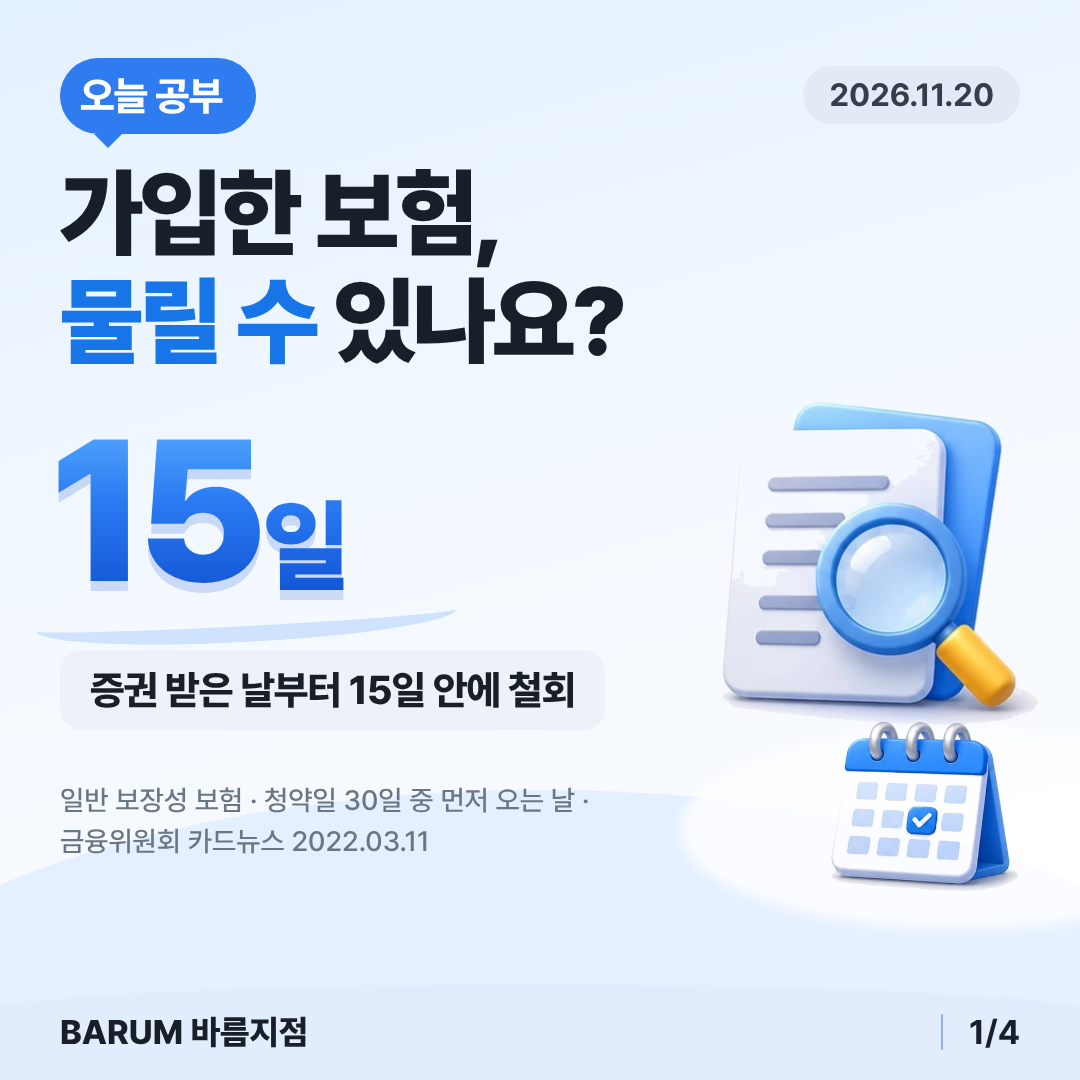 오늘 공부
2026.11.20
가입한 보험,
물릴 수 있나요?
15일
증권 받은 날부터 15일 안에 철회
일반 보장성 보험 · 청약일 30일 중 먼저 오는 날 ·
금융위원회 카드뉴스 2022.03.11
BARUM 바름지점
1/4